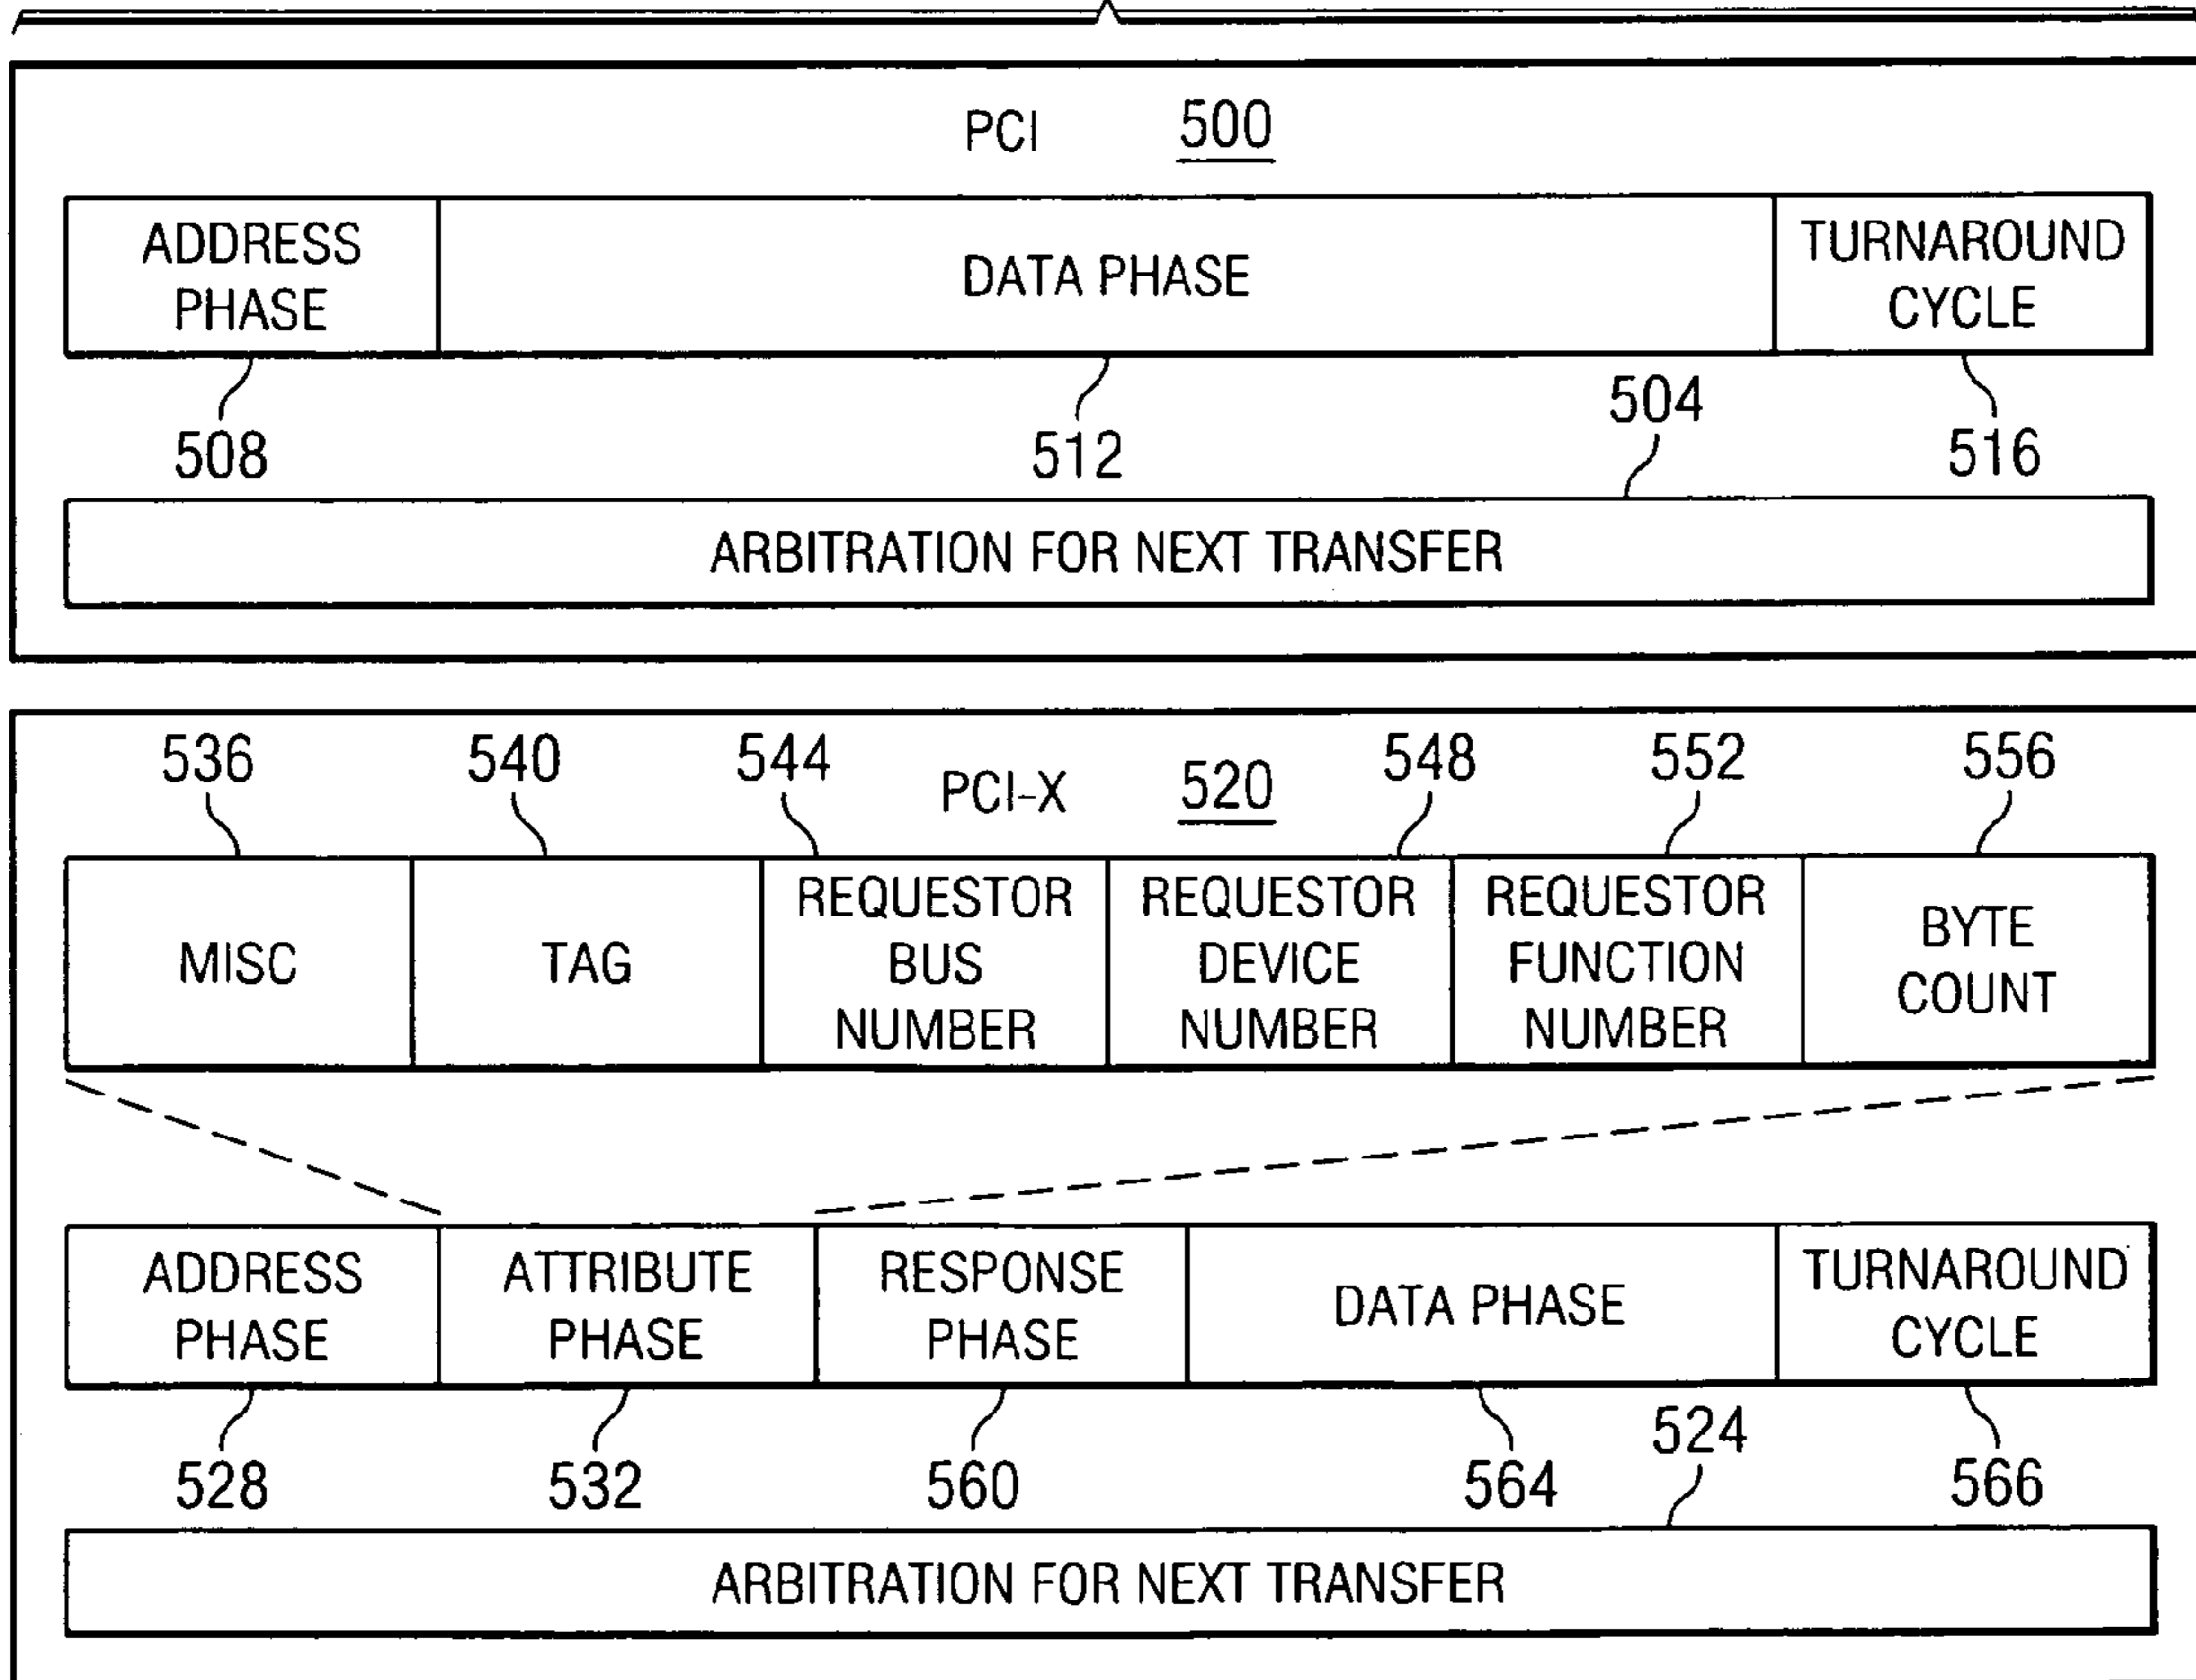 PCI 500
ADDRESS
PHASE
DATA PHASE
TURNAROUND
CYCLE
508
512
504
516
ARBITRATION FOR NEXT TRANSFER
536
540
544
PCI-X 520
548
552
556
MISC
TAG
REQUESTOR
BUS
NUMBER
REQUESTOR
DEVICE
NUMBER
REQUESTOR
FUNCTION
NUMBER
BYTE
COUNT
ADDRESS
PHASE
ATTRIBUTE
PHASE
RESPONSE
PHASE
DATA PHASE
TURNAROUND
CYCLE
528
532
560
564
524
566
ARBITRATION FOR NEXT TRANSFER